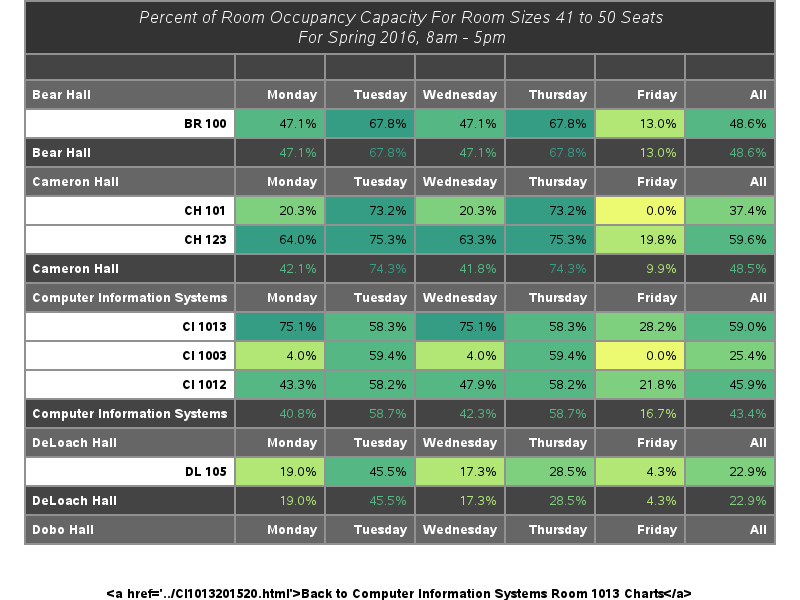 Percent of Room Occupancy Capacity For Room Sizes 41 to 50 Seats
For Spring 2016, 8am - 5pm
Bear Hall Monday Tuesday Wednesday Thursday Friday All
BR 100 47.1% 67.8% 47.1% 67.8% 13.0% 48.6%
Bear Hall 47.1% 67.8% 47.1% 67.8% 13.0% 48.6%
Cameron Hall Monday Tuesday Wednesday Thursday Friday All
CH 101 20.3% 73.2% 20.3% 73.2% 0.0% 37.4%
CH 123 64.0% 75.3% 63.3% 75.3% 19.8% 59.6%
Cameron Hall 42.1% 74.3% 41.8% 74.3% 9.9% 48.5%
Computer Information Systems Monday Tuesday Wednesday Thursday Friday All
CI 1013 75.1% 58.3% 75.1% 58.3% 28.2% 59.0%
CI 1003 4.0% 59.4% 4.0% 59.4% 0.0% 25.4%
CI 1012 43.3% 58.2% 47.9% 58.2% 21.8% 45.9%
Computer Information Systems 40.8% 58.7% 42.3% 58.7% 16.7% 43.4%
DeLoach Hall Monday Tuesday Wednesday Thursday Friday All
DL 105 19.0% 45.5% 17.3% 28.5% 4.3% 22.9%
DeLoach Hall 19.0% 45.5% 17.3% 28.5% 4.3% 22.9%
Dobo Hall Monday Tuesday Wednesday Thursday Friday All
<a href='../CI1013201520.html'>Back to Computer Information Systems Room 1013 Charts</a>